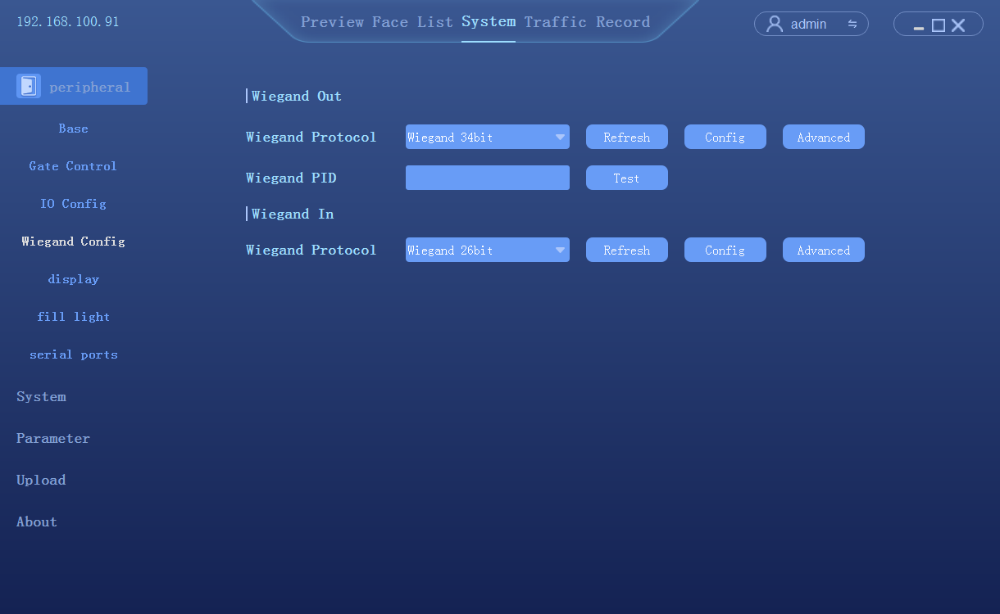 192.168.100.91
Preview Face List System Traffic Record
admin
peripheral
Base
Gate Control
IO Config
Wiegand Config
display
fill light
serial ports
System
Parameter
Upload
About
Wiegand Out
Wiegand Protocol Wiegand 34bit Refresh Config Advanced
Wiegand PID Test
Wiegand In
Wiegand Protocol Wiegand 26bit Refresh Config Advanced